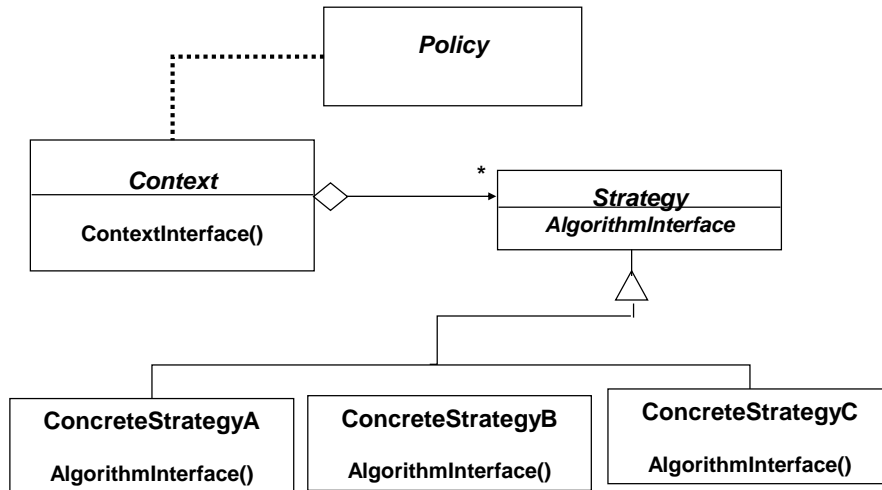 Policy
Context
ContextInterface()
*
Strategy
AlgorithmInterface
ConcreteStrategyA
AlgorithmInterface()
ConcreteStrategyB
AlgorithmInterface()
ConcreteStrategyC
AlgorithmInterface()